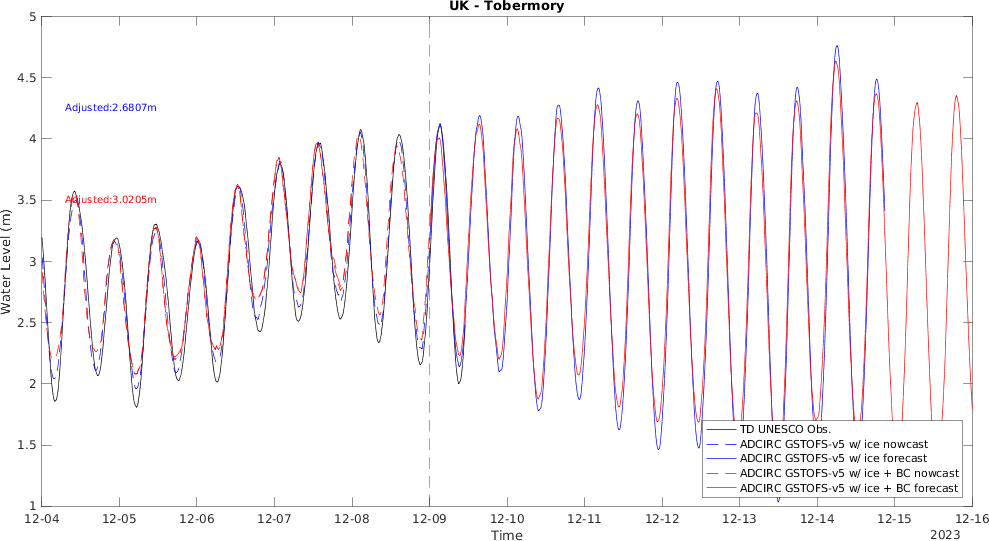 UK - Tobermory
5
4.5
4
3.5
3
2.5
2
1.5
1
Water Level (m)
Adjusted:2.6807m
Adjusted:3.0205m
TD UNESCO Obs.
ADCIRC GSTOFS-v5 w/ ice nowcast
ADCIRC GSTOFS-v5 w/ ice forecast
ADCIRC GSTOFS-v5 w/ ice + BC nowcast
ADCIRC GSTOFS-v5 w/ ice + BC forecast
12-04 12-05 12-06 12-07 12-08 12-09 12-10 12-11 12-12 12-13 12-14 12-15 12-16
Time
2023